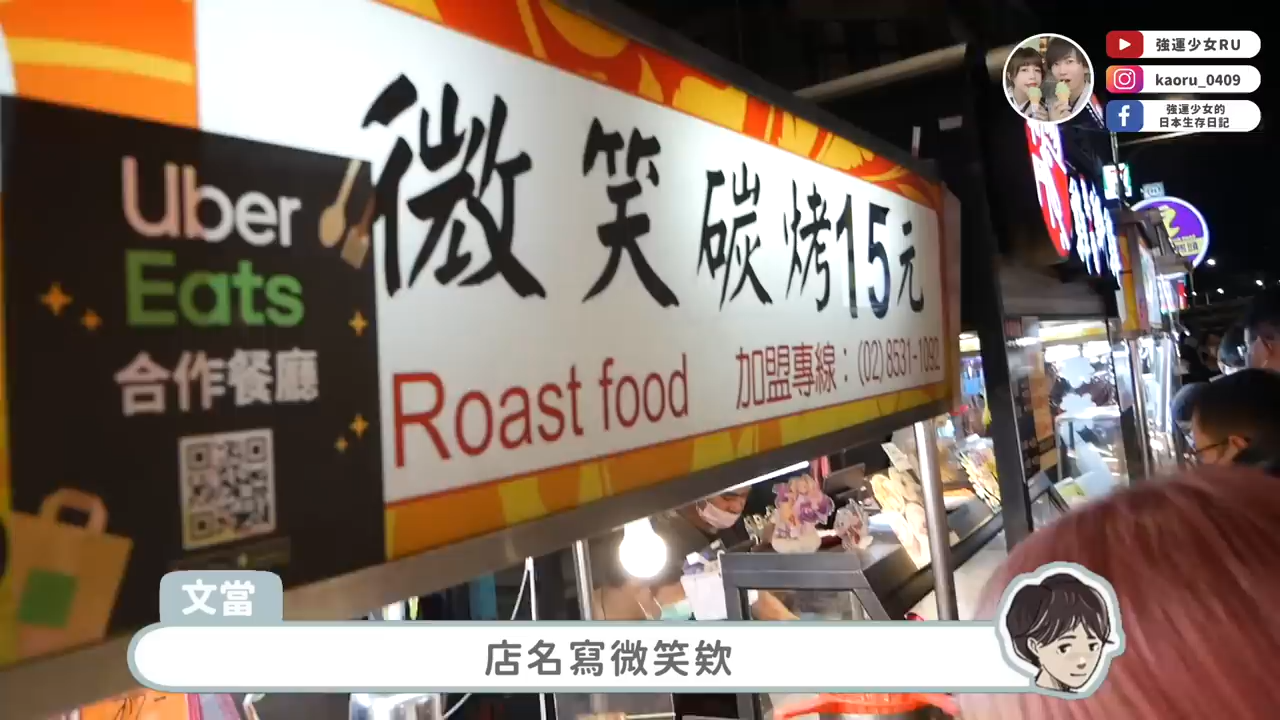 微笑碳烤15元
Roast food
加盟專線：(02)8531-1092
Uber
Eats
合作餐廳
強運少女RU
kaoru_0409
強運少女的
日本生存日記
文當
店名寫微笑欸